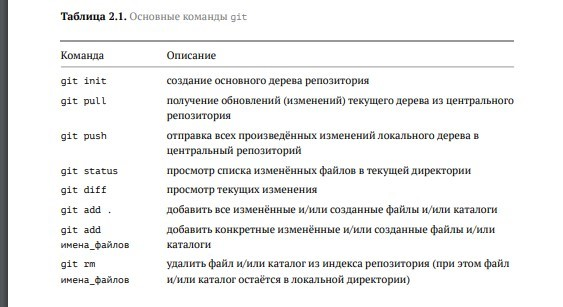 Таблица 2.1. Основные команды git
Команда Описание
git init создание основного дерева репозитория
git pull получение обновлений (изменений) текущего дерева из центрального
репозитория
git push отправка всех произведённых изменений локального дерева в
центральный репозиторий
git status просмотр списка изменённых файлов в текущей директории
git diff просмотр текущих изменения
git add . добавить все изменённые и/или созданные файлы и/или каталоги
git add добавить конкретные изменённые и/или созданные файлы и/или
имена_файлов каталоги
git rm удалить файл и/или каталог из индекса репозитория (при этом файл
имена_файлов и/или каталог остаётся в локальной директории)